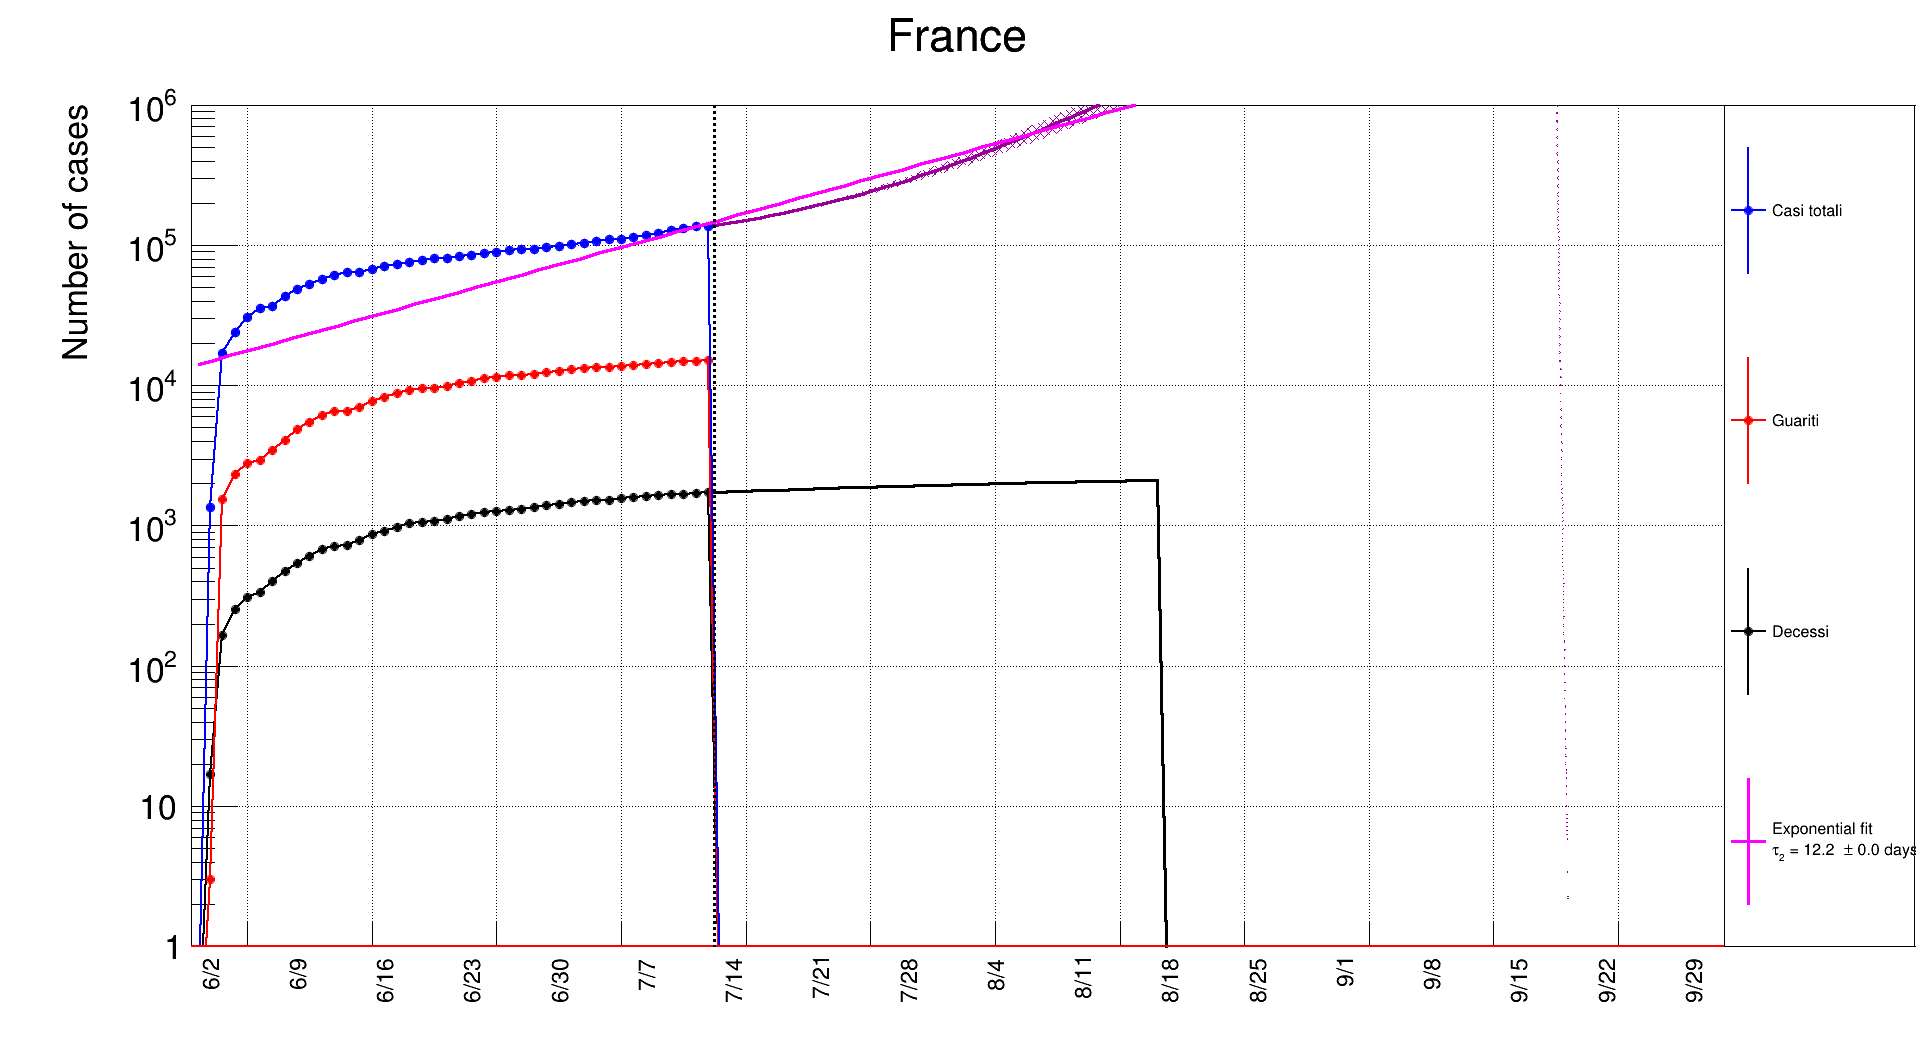 France
Number of cases
10^6
10^5
10^4
10^3
10^2
10
1
6/2 6/9 6/16 6/23 6/30 7/7 7/14 7/21 7/28 8/4 8/11 8/18 8/25 9/1 9/8 9/15 9/22 9/29
Casi totali
Guariti
Decessi
Exponential fit
τ₂ = 12.2 ± 0.0 days